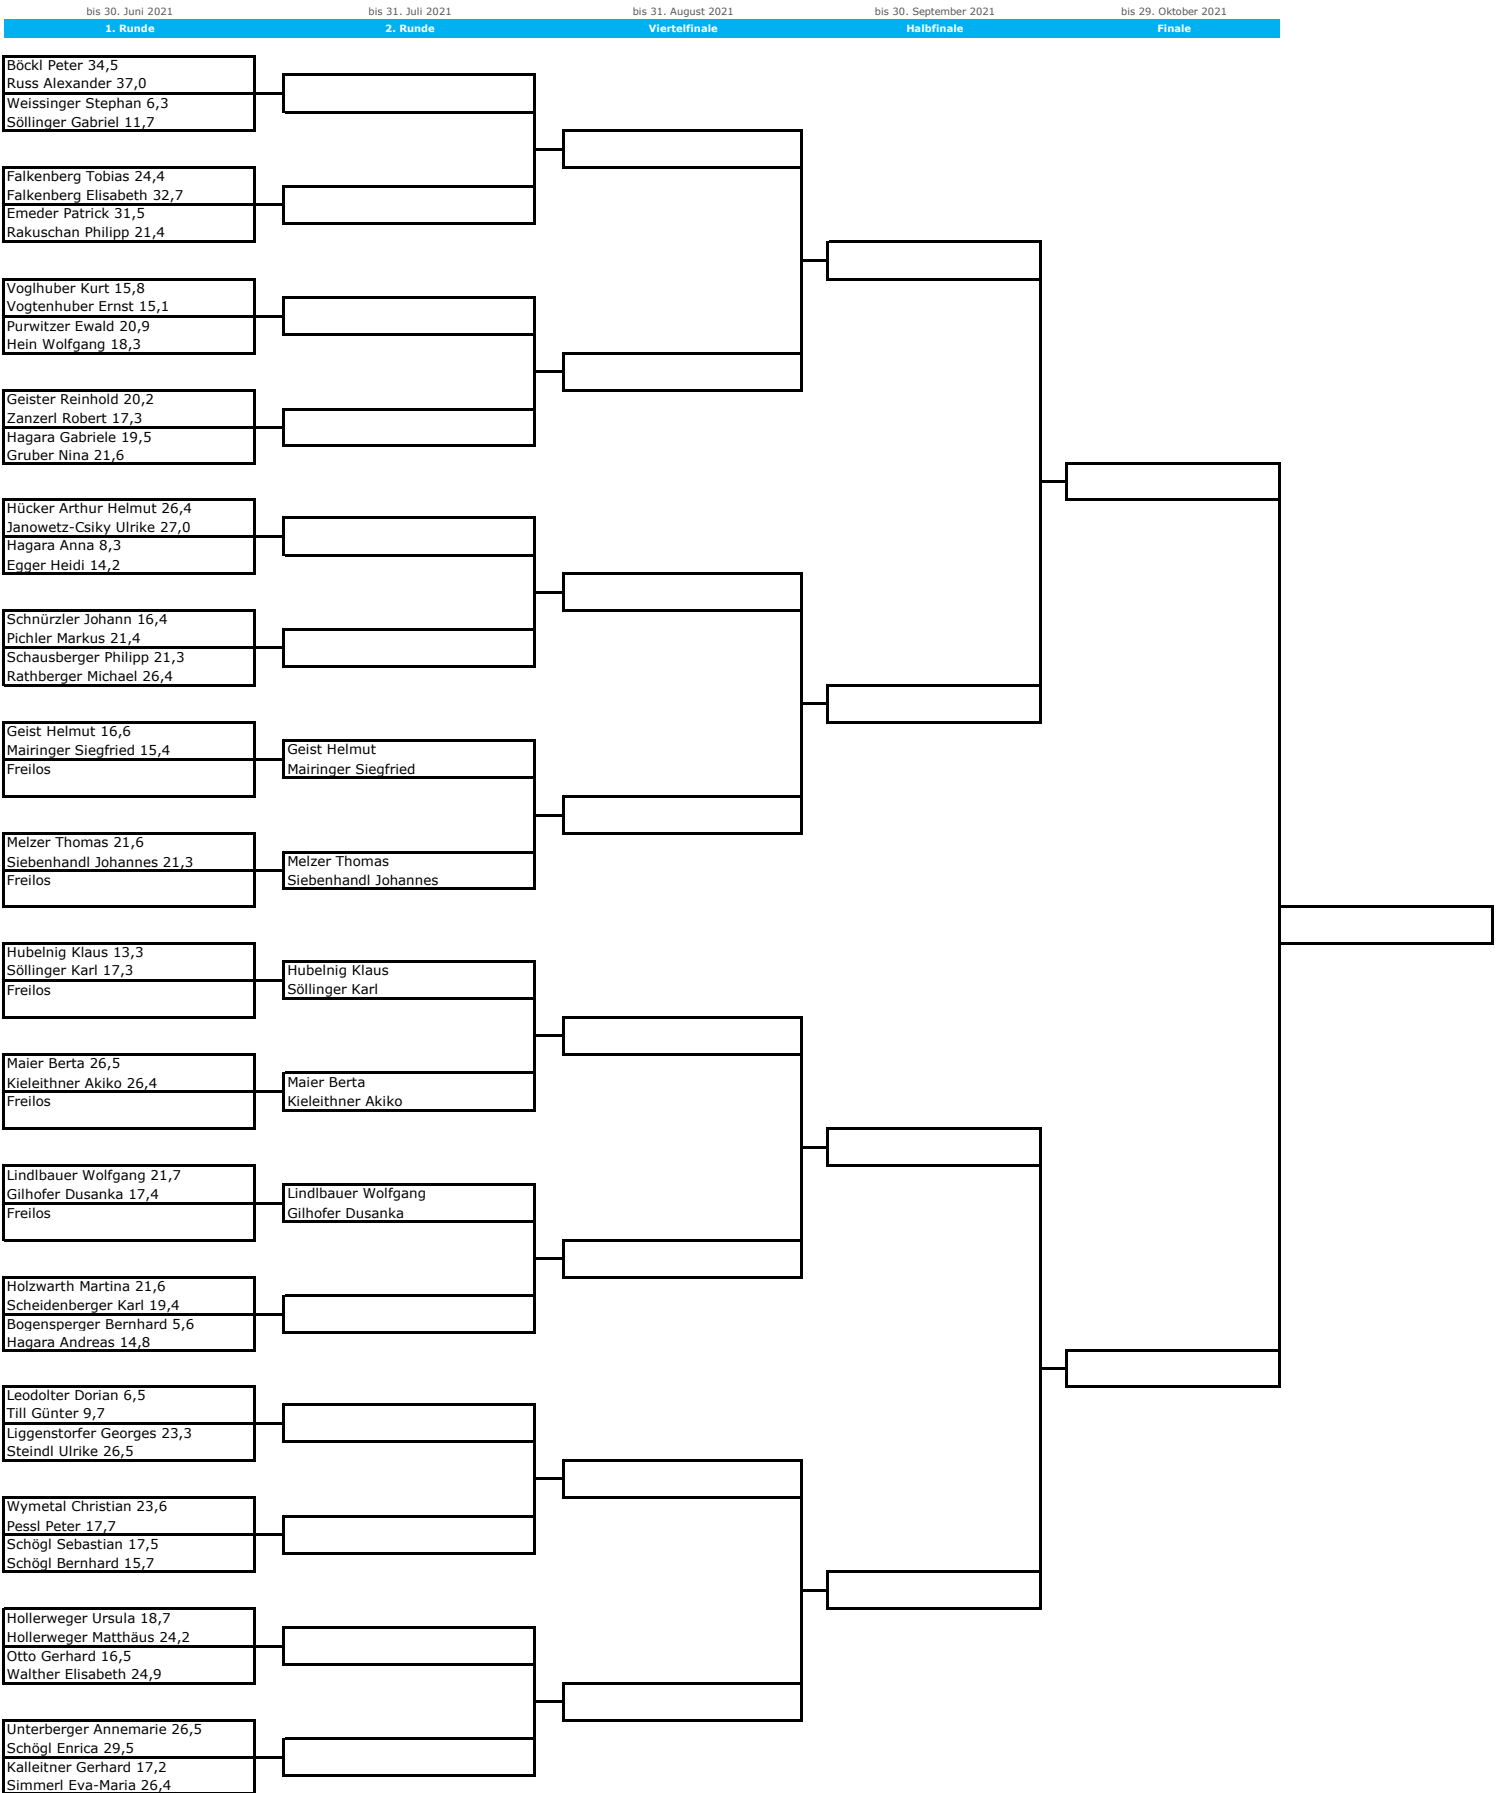 bis 30. Juni 2021
bis 31. Juli 2021
bis 31. August 2021
bis 30. September 2021
bis 29. Oktober 2021
1. Runde
2. Runde
Viertelfinale
Halbfinale
Finale
Böckl Peter 34,5
Russ Alexander 37,0
Weissinger Stephan 6,3
Söllinger Gabriel 11,7
Falkenberg Tobias 24,4
Falkenberg Elisabeth 32,7
Emeder Patrick 31,5
Rakuschan Philipp 21,4
Voglhuber Kurt 15,8
Vogtenhuber Ernst 15,1
Purwitzer Ewald 20,9
Hein Wolfgang 18,3
Geister Reinhold 20,2
Zanzerl Robert 17,3
Hagara Gabriele 19,5
Gruber Nina 21,6
Hücker Arthur Helmut 26,4
Janowetz-Csiky Ulrike 27,0
Hagara Anna 8,3
Egger Heidi 14,2
Schnürzler Johann 16,4
Pichler Markus 21,4
Schausberger Philipp 21,3
Rathberger Michael 26,4
Geist Helmut 16,6
Mairinger Siegfried 15,4
Freilos
Geist Helmut
Mairinger Siegfried
Melzer Thomas 21,6
Siebenhandl Johannes 21,3
Freilos
Melzer Thomas
Siebenhandl Johannes
Hubelnig Klaus 13,3
Söllinger Karl 17,3
Freilos
Hubelnig Klaus
Söllinger Karl
Maier Berta 26,5
Kieleithner Akiko 26,4
Freilos
Maier Berta
Kieleithner Akiko
Lindlbauer Wolfgang 21,7
Gilhofer Dusanka 17,4
Freilos
Lindlbauer Wolfgang
Gilhofer Dusanka
Holzwarth Martina 21,6
Scheidenberger Karl 19,4
Bogensperger Bernhard 5,6
Hagara Andreas 14,8
Leodolter Dorian 6,5
Till Günter 9,7
Liggenstorfer Georges 23,3
Steindl Ulrike 26,5
Wymetal Christian 23,6
Pessl Peter 17,7
Schögl Sebastian 17,5
Schögl Bernhard 15,7
Hollerweger Ursula 18,7
Hollerweger Matthäus 24,2
Otto Gerhard 16,5
Walther Elisabeth 24,9
Unterberger Annemarie 26,5
Schögl Enrica 29,5
Kalleitner Gerhard 17,2
Simmerl Eva-Maria 26,4